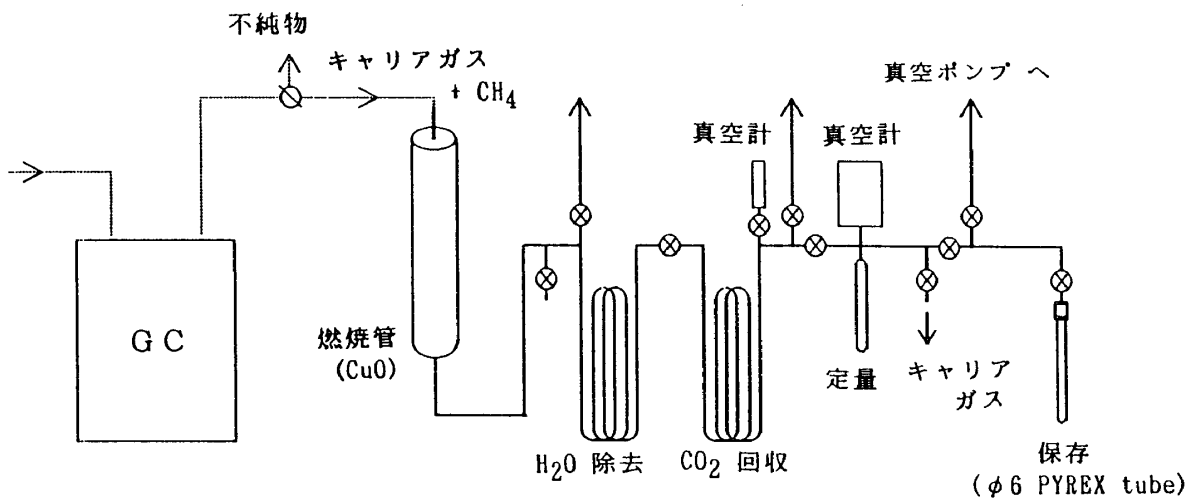 不純物
キャリアガス
+ CH4
真空ポンプ へ
真空計
真空計
GC
燃焼管
(CuO)
H2O 除去
CO2 回収
定量
キャリア
ガス
保存
(φ6 PYREX tube)